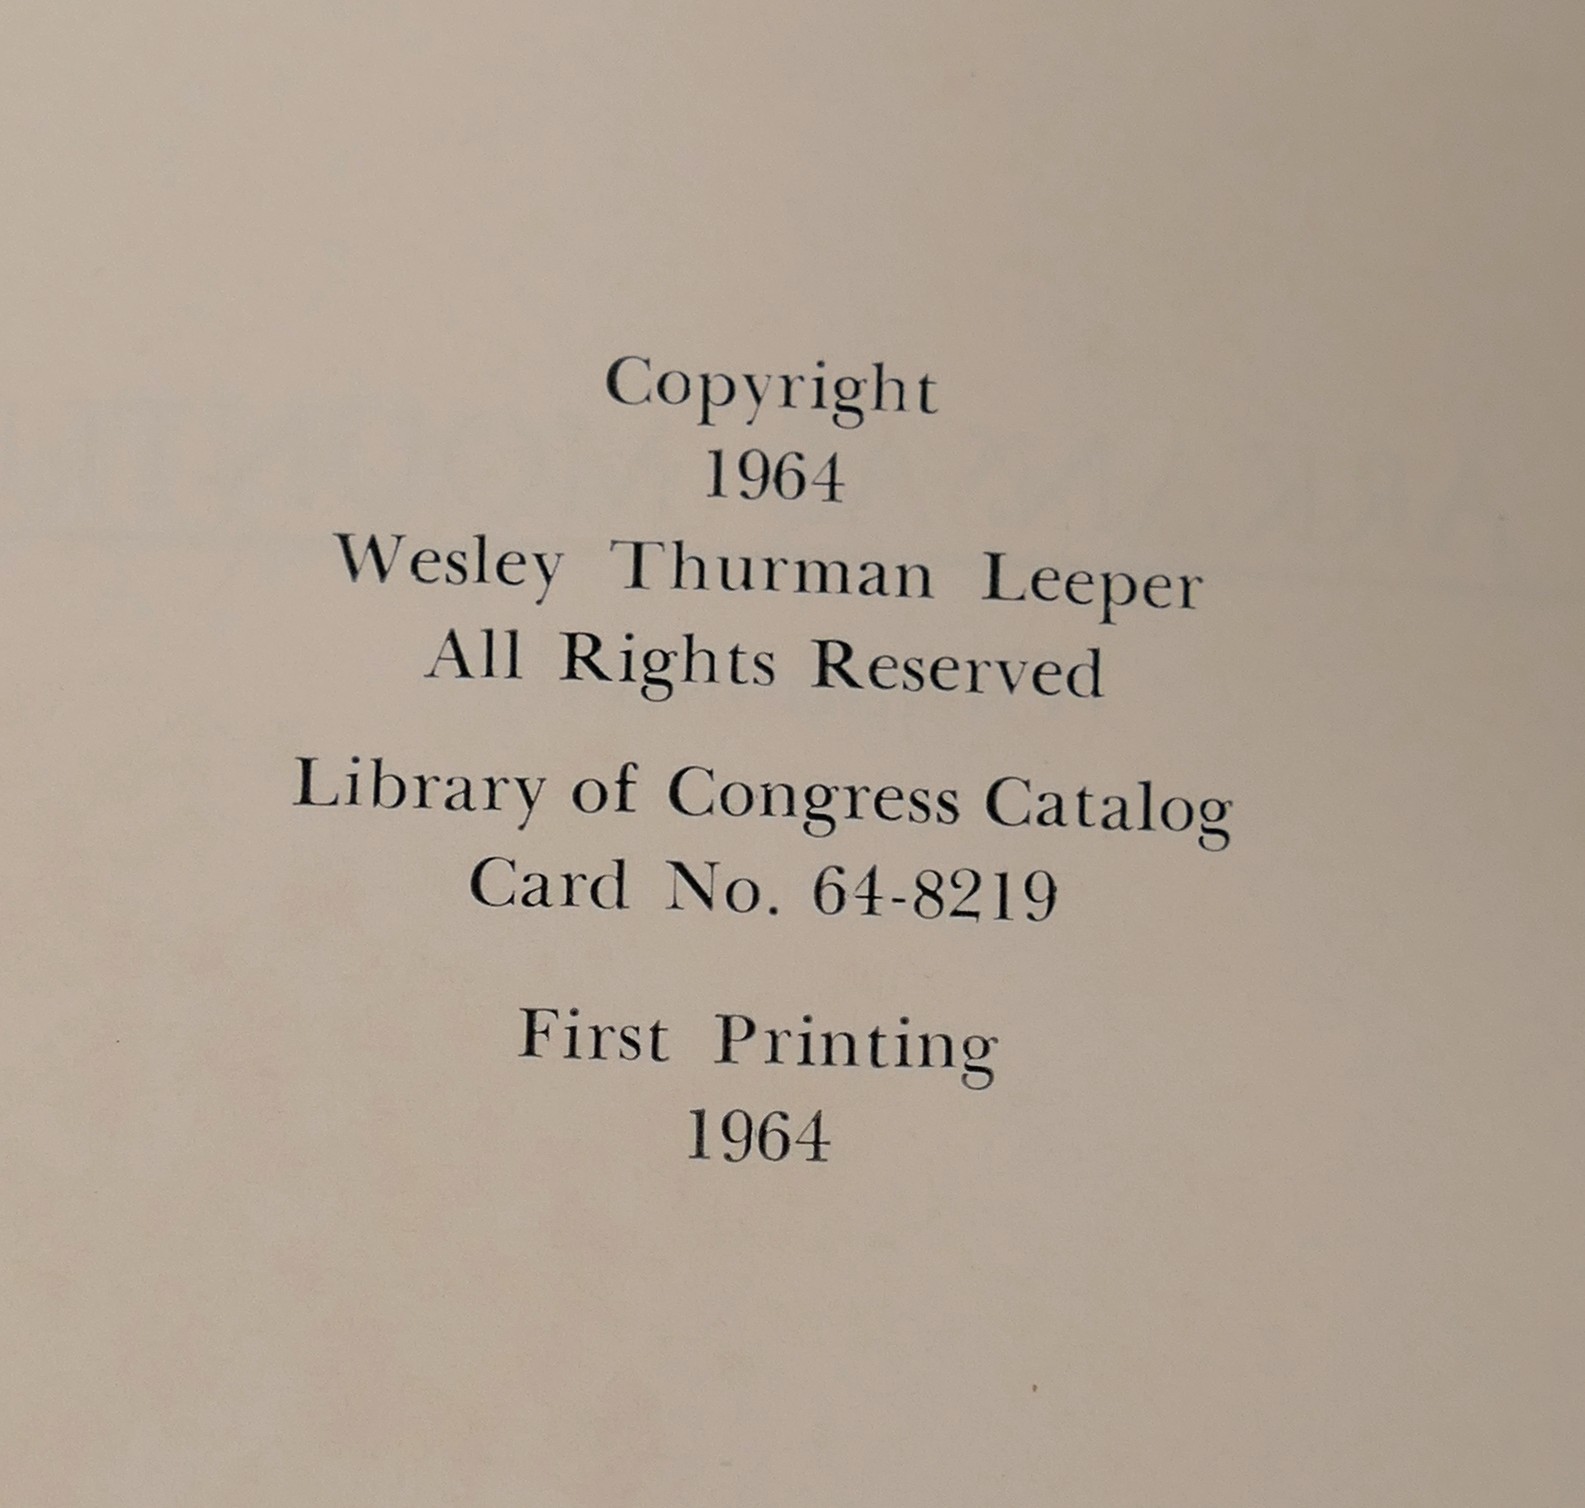 Copyright
1964
Wesley Thurman Leeper
All Rights Reserved
Library of Congress Catalog
Card No. 64-8219
First Printing
1964